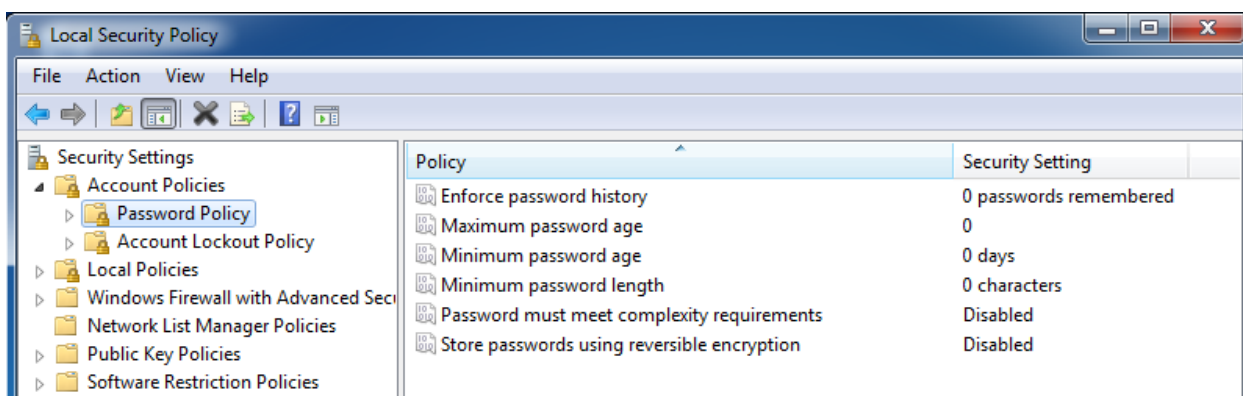 Local Security Policy
File Action View Help
Security Settings
Account Policies
Password Policy
Account Lockout Policy
Local Policies
Windows Firewall with Advanced Secu
Network List Manager Policies
Public Key Policies
Software Restriction Policies
Policy Security Setting
Enforce password history 0 passwords remembered
Maximum password age 0
Minimum password age 0 days
Minimum password length 0 characters
Password must meet complexity requirements Disabled
Store passwords using reversible encryption Disabled